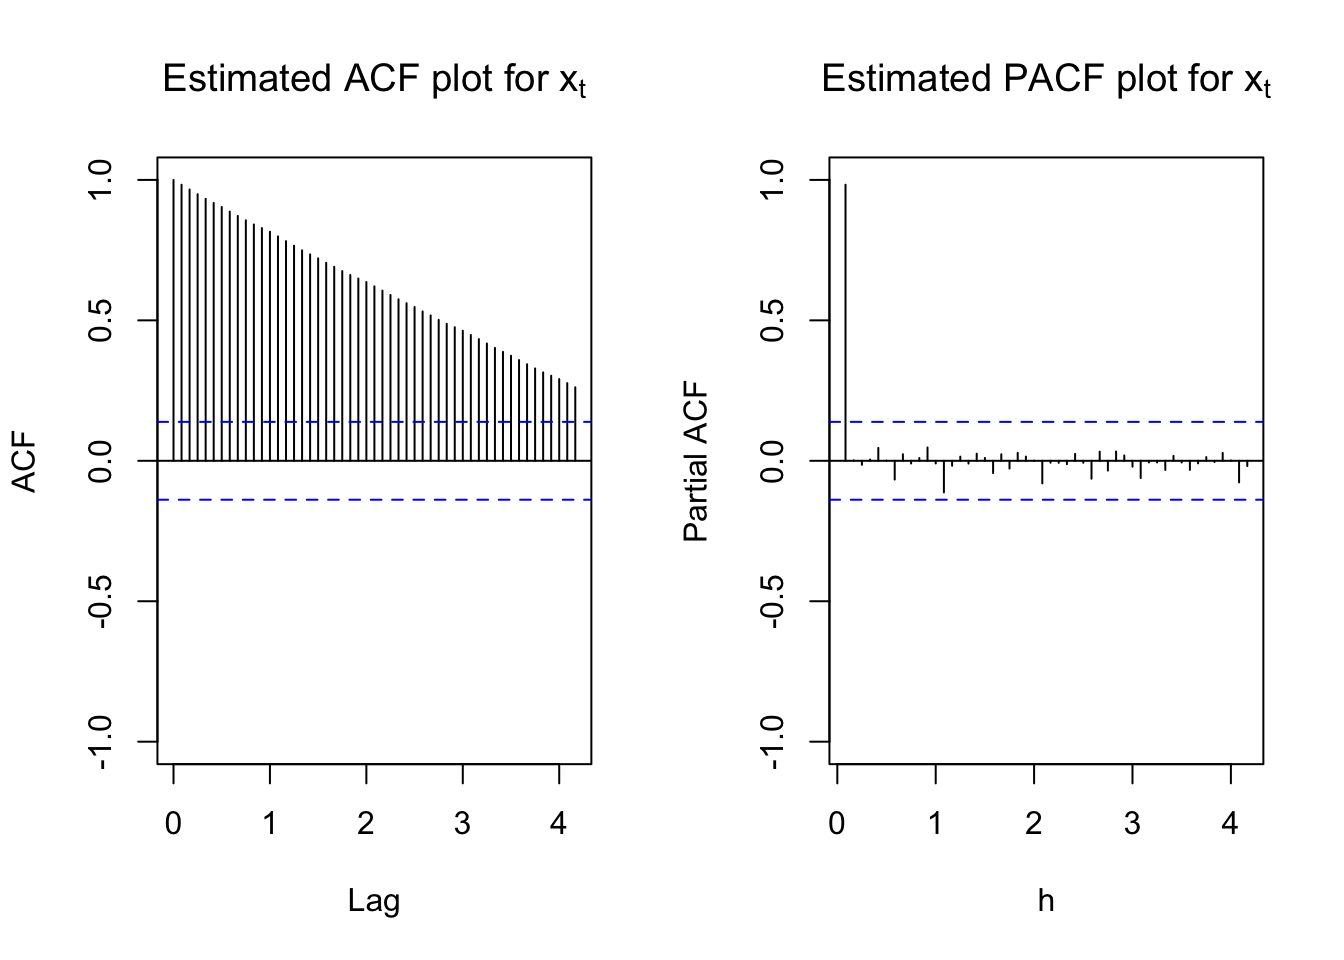 Estimated ACF plot for xt
ACF
1.0
0.5
0.0
-0.5
-1.0
0 1 2 3 4
Lag
Estimated PACF plot for xt
Partial ACF
1.0
0.5
0.0
-0.5
-1.0
0 1 2 3 4
h